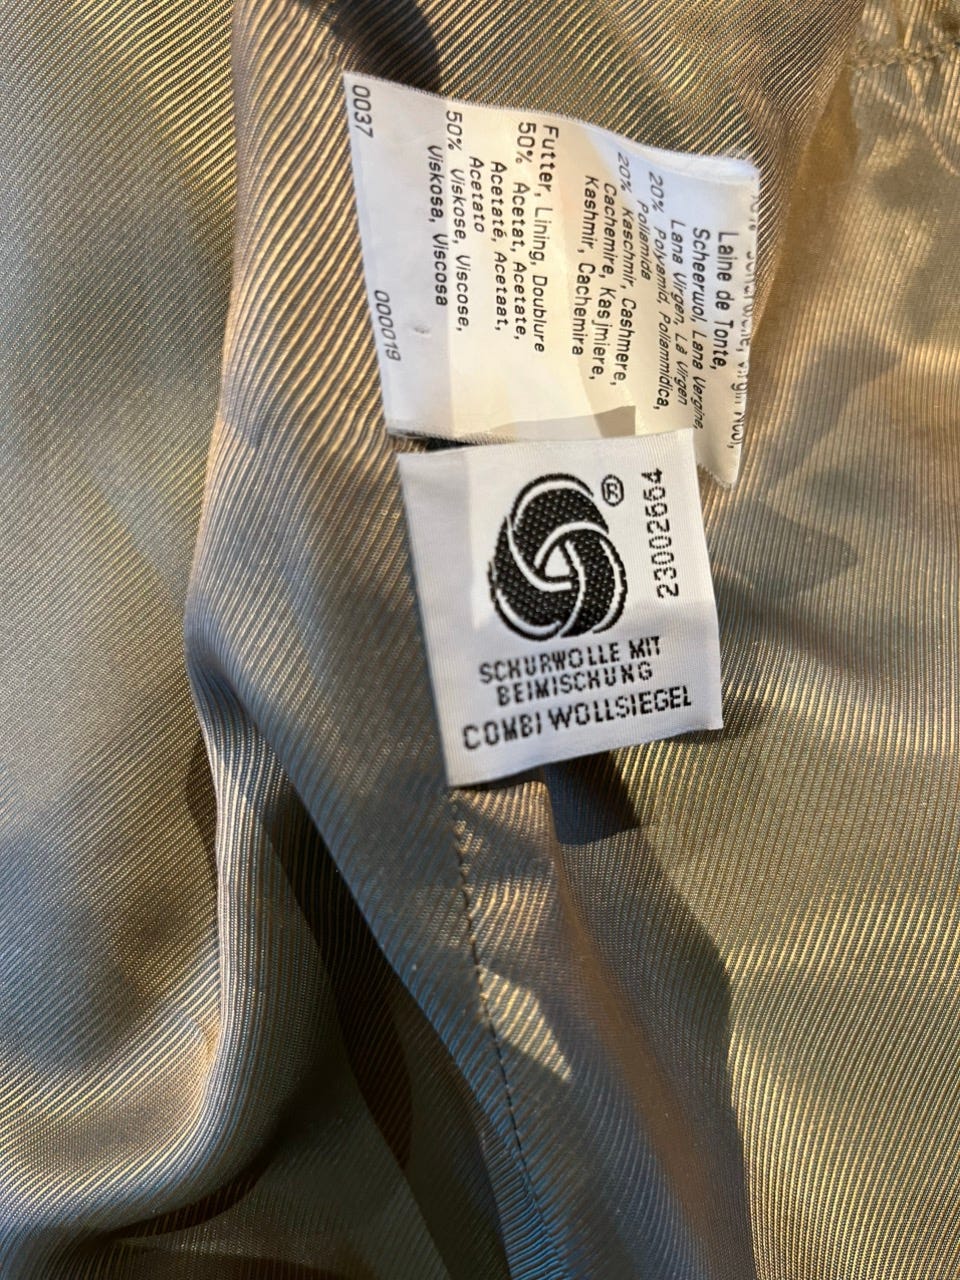 Laine de Tonte,
Scheerwol, Lana Vergine,
Lana Virgen, Lã Virgen
20% Polyamid, Poliammidica,
Poliamida
20% Kaschmir, Cashmere,
Cachemire, Kasjmiere,
Kashmir, Cachemira
Futter, Lining, Doublure
50% Acetat, Acetate,
Acetaté, Acetaat,
Acetato
50% Viskose, Viscose,
Viskosa, Viscosa
0037 000019
®
23002664
SCHURWOLLE MIT
BEIMISCHUNG
COMBI WOLLSIEGEL